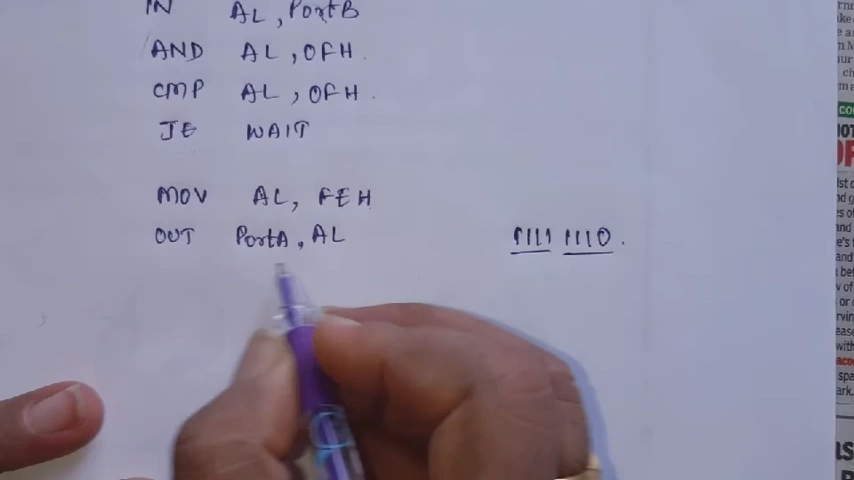 IN AL, PortB
AND AL, OFH.
CMP AL, OFH.
JE WAIT
MOV AL, FEH
OUT PortA, AL
1111 1110.